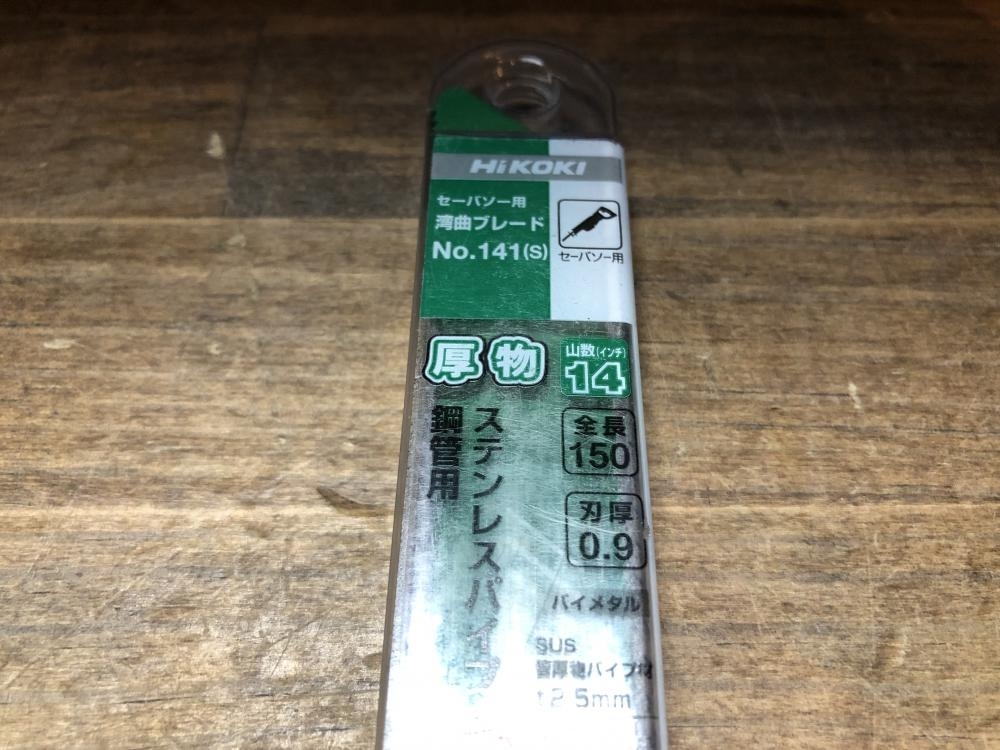 HiKOKI
セーバソー用
湾曲ブレード
No.141(S)
セーバソー用
厚物
山数(インチ)
14
ステンレスパイプ
鋼管用
全長
150
刃厚
0.9
バイメタル
SUS
管厚物パイプ
t2.5mm